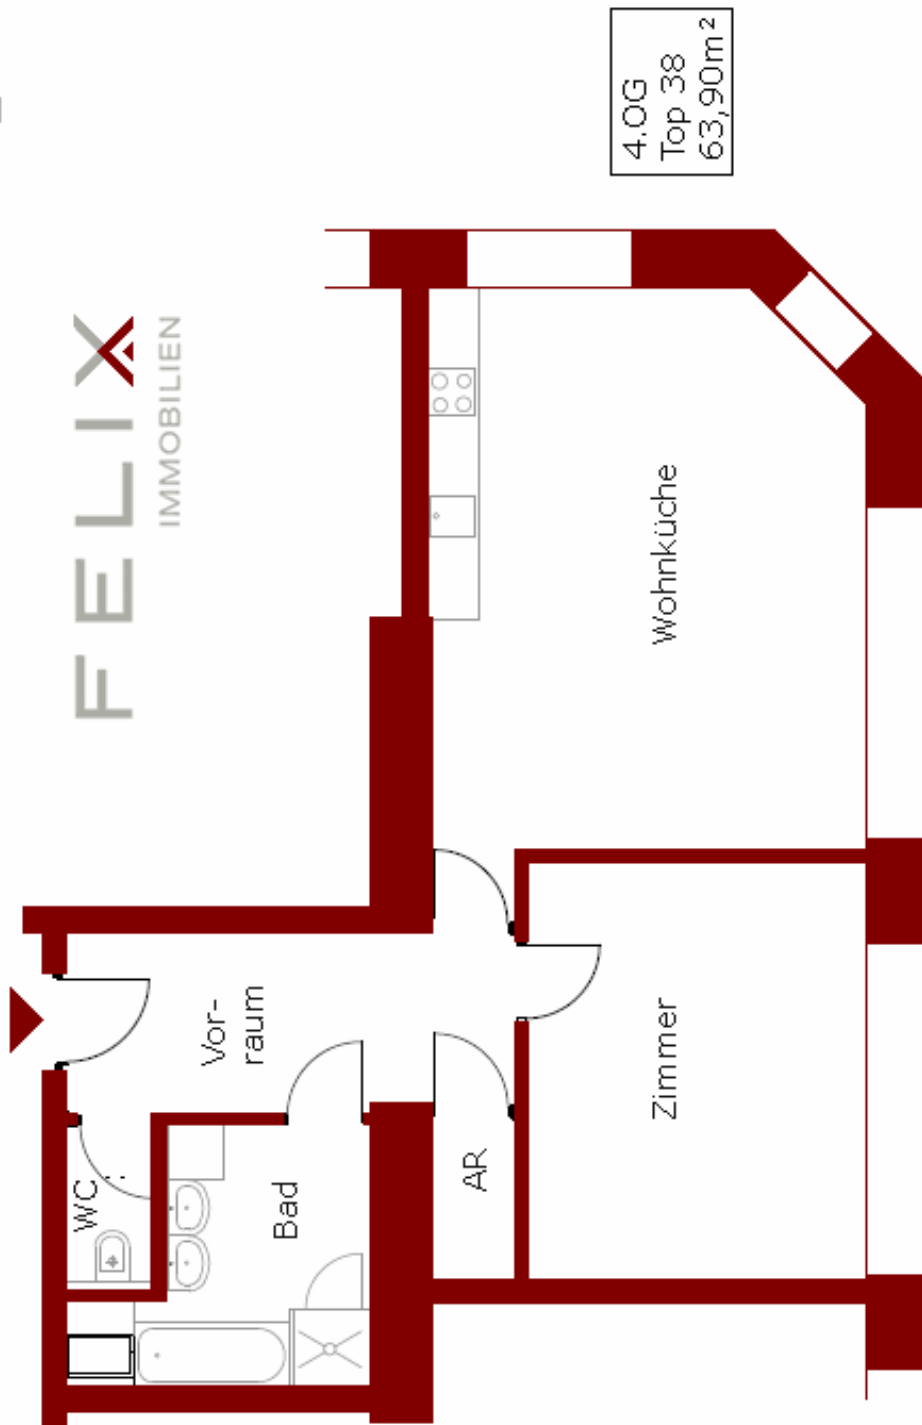 FELIX
IMMOBILIEN
4.OG
Top 38
63,90m²
WC
Vor-
raum
Bad
AR
Zimmer
Wohnküche